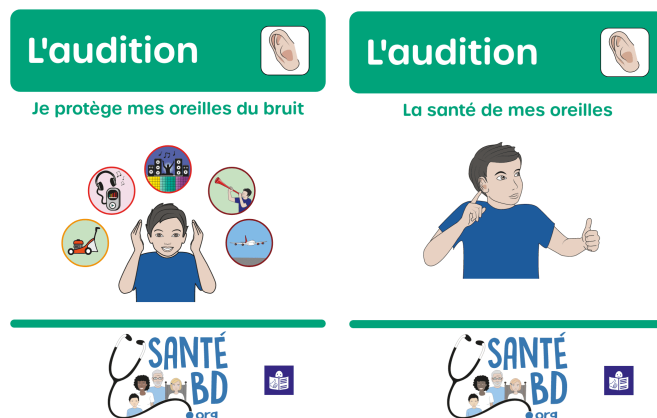 L'audition
Je protège mes oreilles du bruit
SANTÉ
BD
.org
L'audition
La santé de mes oreilles
SANTÉ
BD
.org